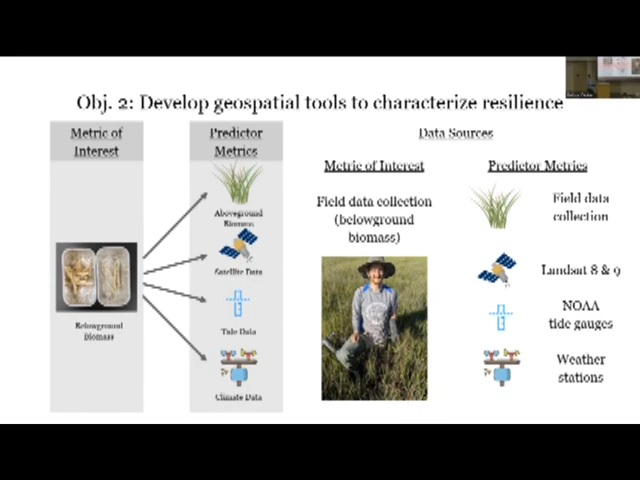 Obj. 2: Develop geospatial tools to characterize resilience
Metric of
Interest
Belowground
Biomass
Predictor
Metrics
Aboveground
Biomass
Satellite Data
Tide Data
Climate Data
Data Sources
Metric of Interest
Field data collection
(belowground
biomass)
Predictor Metrics
Field data
collection
Landsat 8 & 9
NOAA
tide gauges
Weather
stations